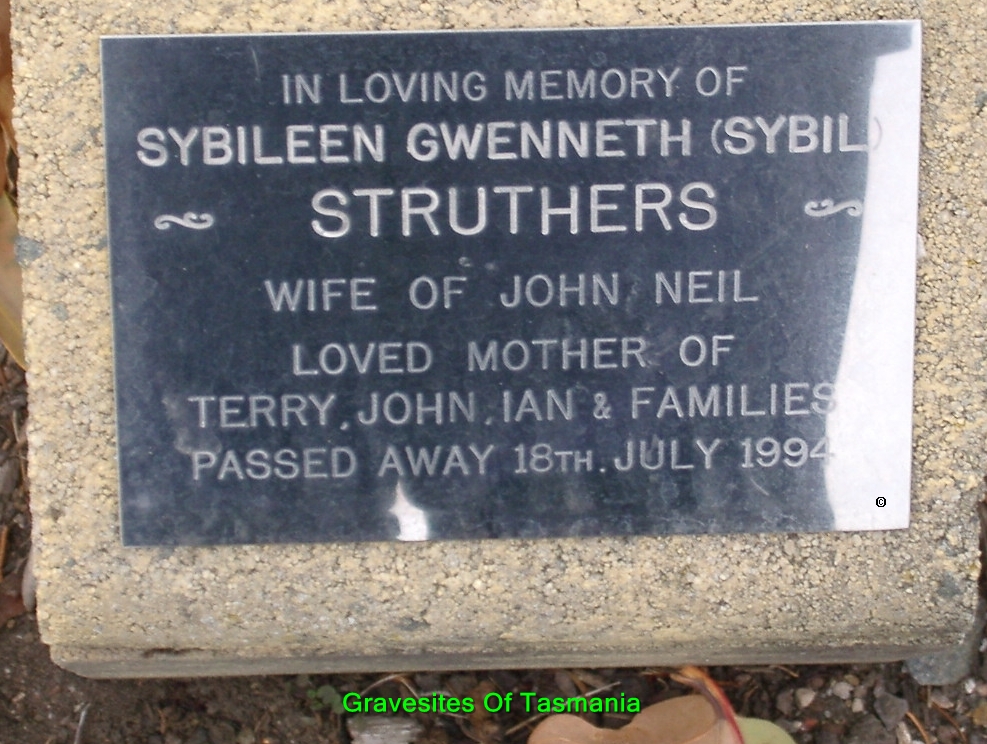 IN LOVING MEMORY OF
SYBILEEN GWENNETH (SYBIL)
STRUTHERS
WIFE OF JOHN NEIL
LOVED MOTHER OF
TERRY, JOHN, IAN & FAMILIES
PASSED AWAY 18TH. JULY 1994
©
Gravesites Of Tasmania